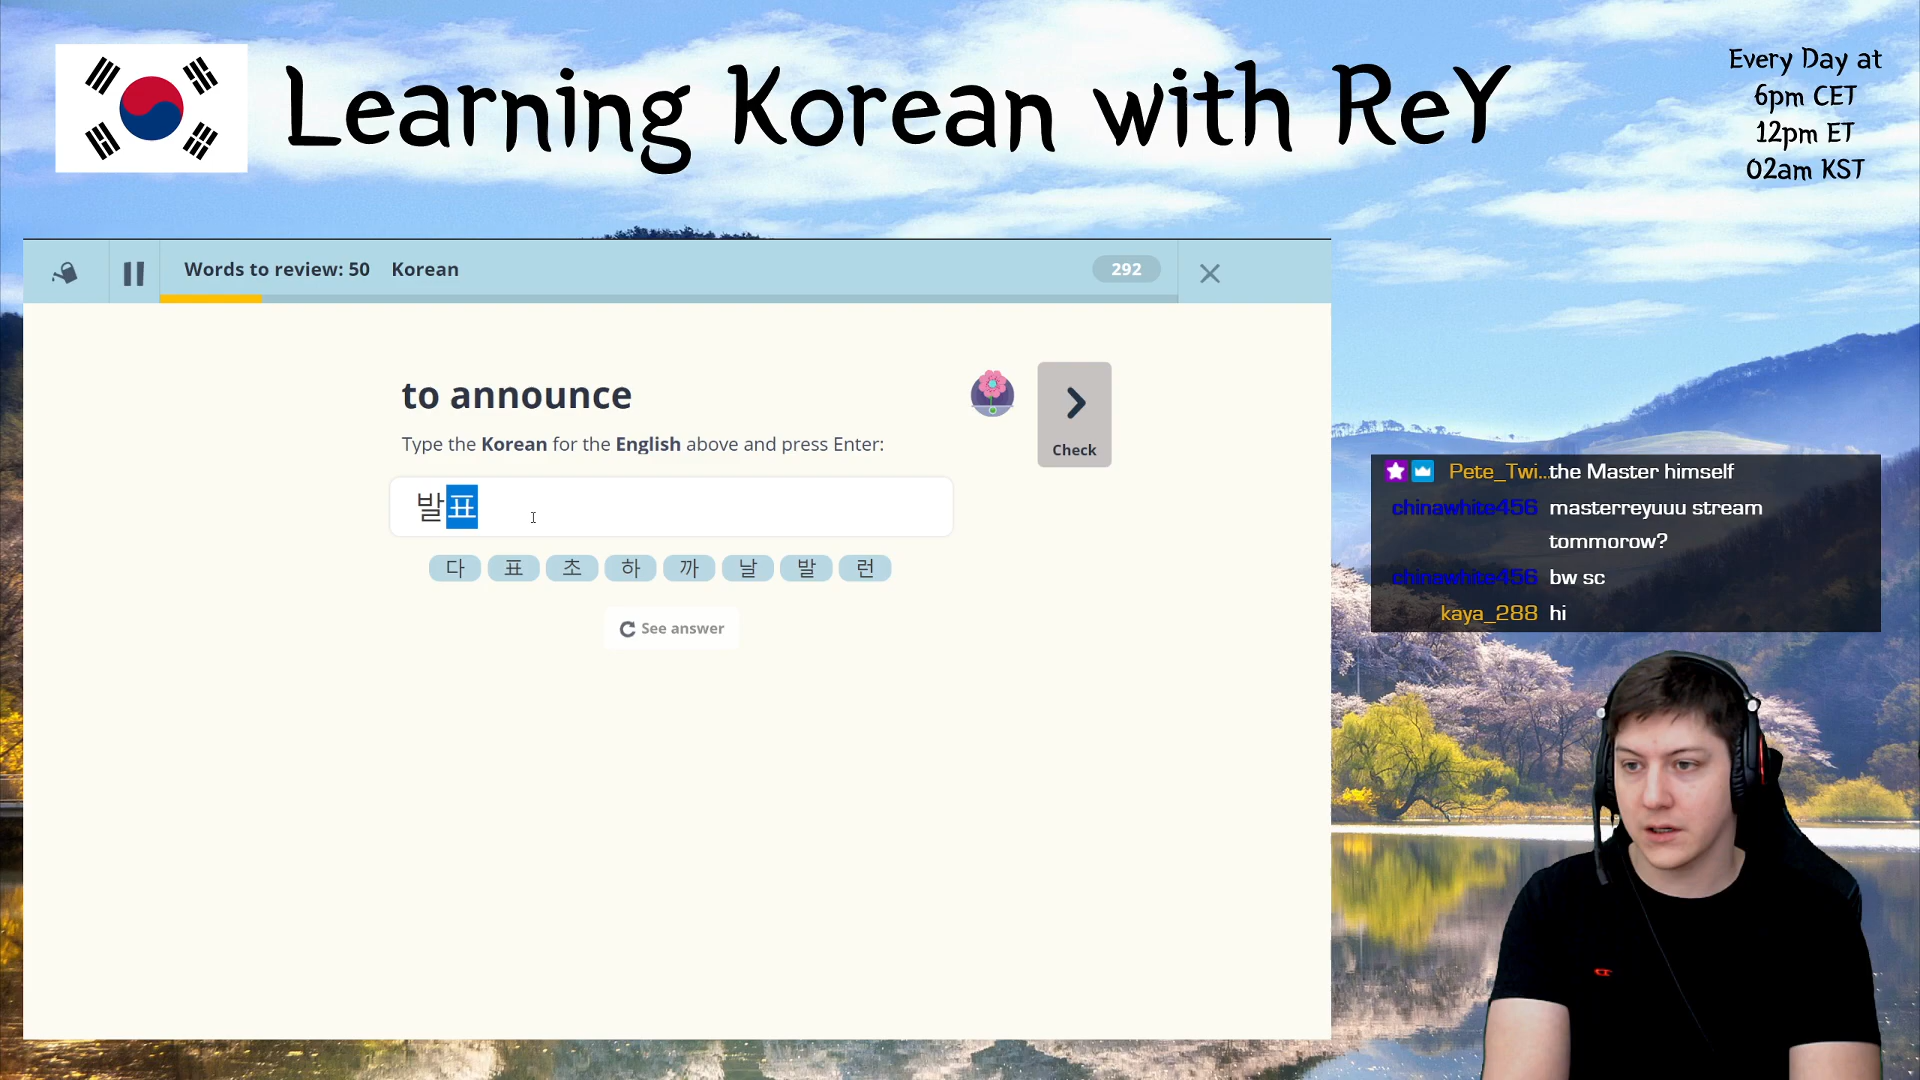 Learning Korean with ReY
Every Day at
6pm CET
12pm ET
02am KST
Words to review: 50 Korean
292
to announce
Type the Korean for the English above and press Enter:
Check
발표
다 표 초 하 까 날 발 런
See answer
Pete_Twi... the Master himself
chinawhite456 masterreyuuu stream
tommorow?
chinawhite456 bw sc
kaya_288 hi